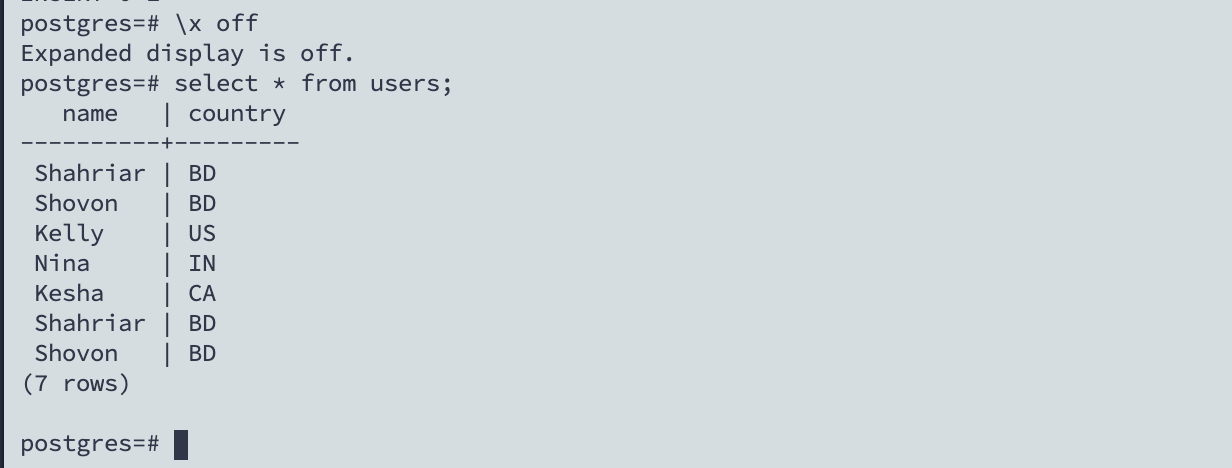 postgres=# \x off
Expanded display is off.
postgres=# select * from users;
   name   | country
----------+---------
 Shahriar | BD
 Shovon   | BD
 Kelly    | US
 Nina     | IN
 Kesha    | CA
 Shahriar | BD
 Shovon   | BD
(7 rows)
postgres=#